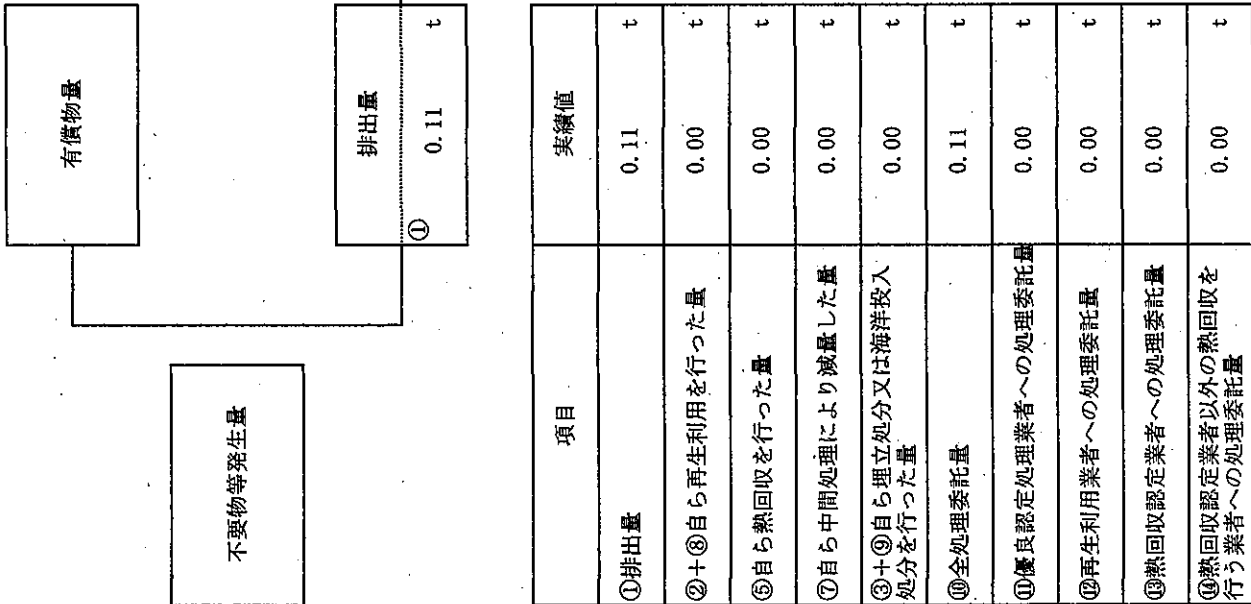 有償物量
不要物等発生量
排出量
① 0.11 t
項目 実績値
①排出量 0.11 t
②+⑧自ら再生利用を行った量 0.00 t
⑤自ら熱回収を行った量 0.00 t
⑦自ら中間処理により減量した量 0.00 t
③+⑨自ら埋立処分又は海洋投入
処分を行った量 0.00 t
⑩全処理委託量 0.11 t
⑪優良認定処理業者への処理委託量 0.00 t
⑫再生利用業者への処理委託量 0.00 t
⑬熱回収認定業者への処理委託量 0.00 t
⑭熱回収認定業者以外の熱回収を
行う業者への処理委託量 0.00 t